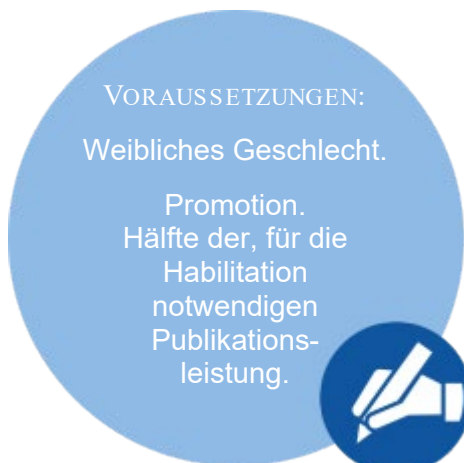 VORAUSSETZUNGEN:
Weibliches Geschlecht.
Promotion.
Hälfte der, für die
Habilitation
notwendigen
Publikations-
leistung.